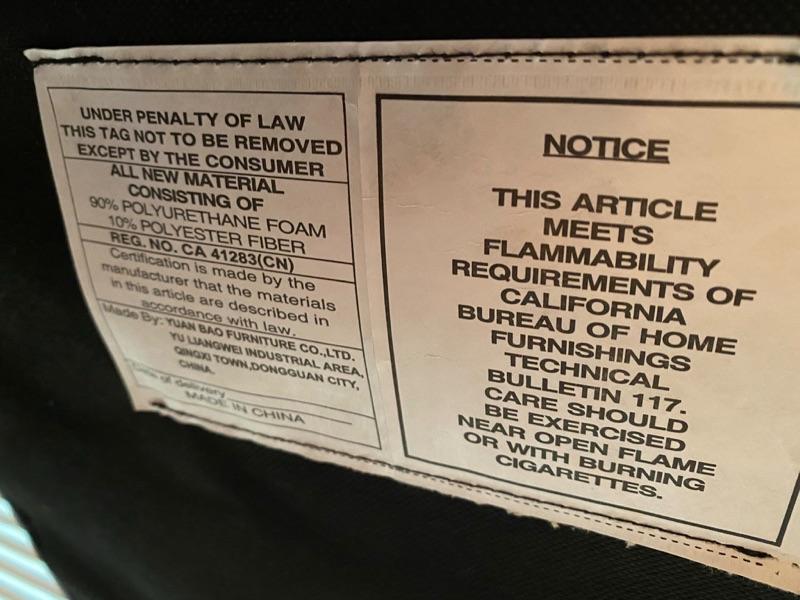 UNDER PENALTY OF LAW
THIS TAG NOT TO BE REMOVED
EXCEPT BY THE CONSUMER
ALL NEW MATERIAL
CONSISTING OF
90% POLYURETHANE FOAM
10% POLYESTER FIBER
REG. NO. CA 41283(CN)
Certification is made by the
manufacturer that the materials
in this article are described in
accordance with law.
Made By: YUAN BAO FURNITURE CO.,LTD.
YU LIANGWEI INDUSTRIAL AREA,
QINGXI TOWN,DONGGUAN CITY,
CHINA.
Date of delivery
MADE IN CHINA
NOTICE
THIS ARTICLE
MEETS
FLAMMABILITY
REQUIREMENTS OF
CALIFORNIA
BUREAU OF HOME
FURNISHINGS
TECHNICAL
BULLETIN 117.
CARE SHOULD
BE EXERCISED
NEAR OPEN FLAME
OR WITH BURNING
CIGARETTES.